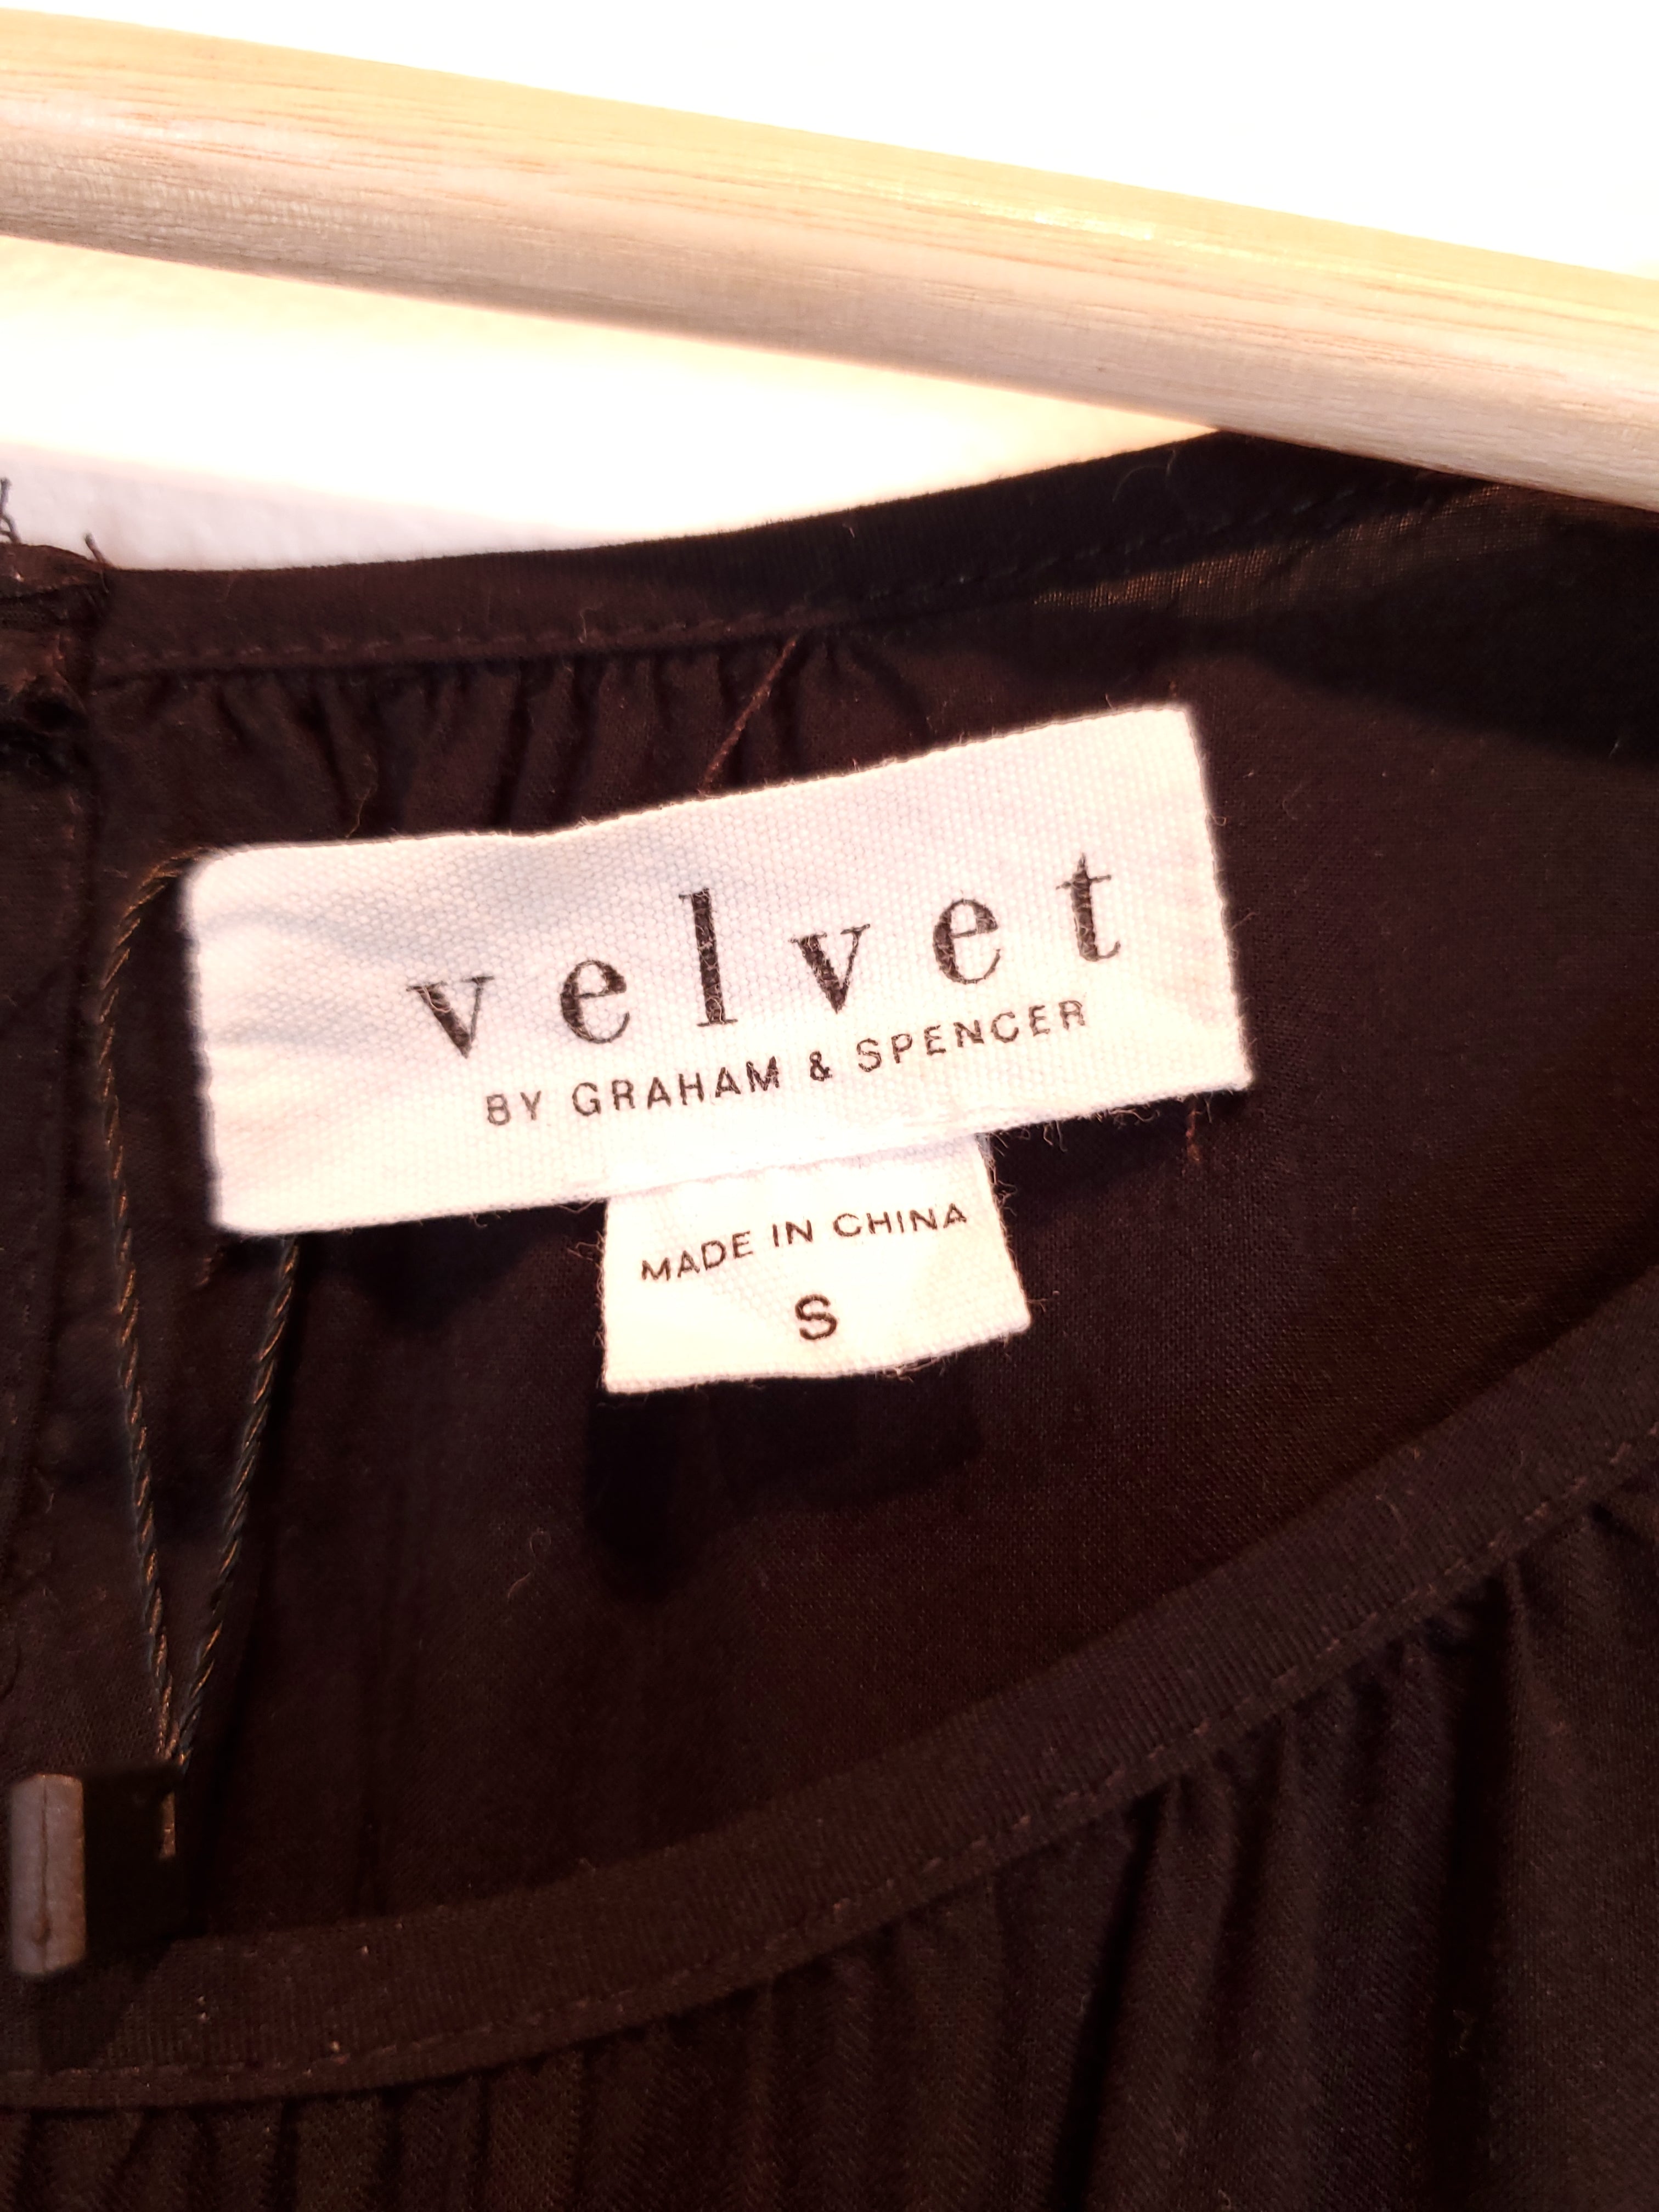 velvet
BY GRAHAM & SPENCER
MADE IN CHINA
S